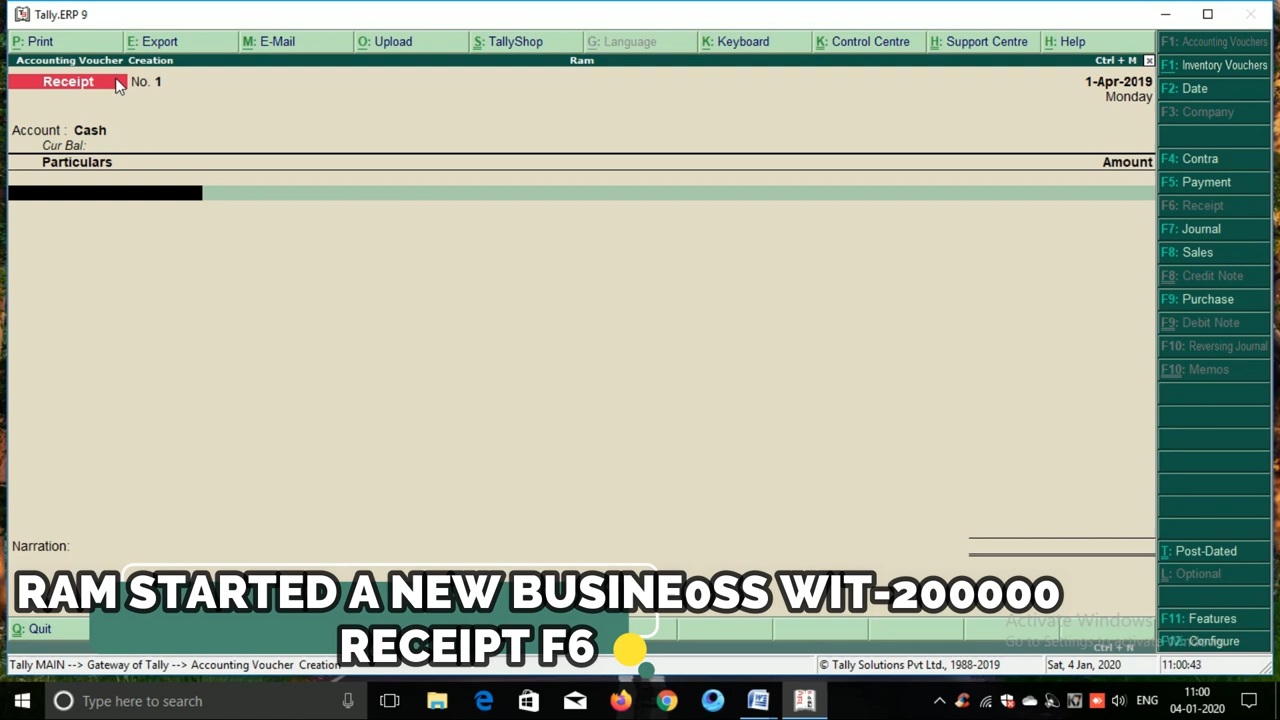 Tally.ERP 9
P: Print E: Export M: E-Mail O: Upload S: TallyShop G: Language K: Keyboard K: Control Centre H: Support Centre H: Help
F1: Accounting Vouchers
Accounting Voucher Creation Ram Ctrl + M
F1: Inventory Vouchers
Receipt No. 1 1-Apr-2019
F2: Date
Monday
F3: Company
Account : Cash
Cur Bal:
Particulars Amount
F4: Contra
F5: Payment
F6: Receipt
F7: Journal
F8: Sales
F8: Credit Note
F9: Purchase
F9: Debit Note
F10: Reversing Journal
F10: Memos
Narration:
T: Post-Dated
L: Optional
RAM STARTED A NEW BUSINE0SS WIT-200000
RECEIPT F6
Activate Windows
F11: Features
Q: Quit
F12: Configure
Ctrl + N
Tally MAIN --> Gateway of Tally --> Accounting Voucher Creation © Tally Solutions Pvt Ltd., 1988-2019 Sat, 4 Jan, 2020 11:00:43
Type here to search ENG 11:00
04-01-2020